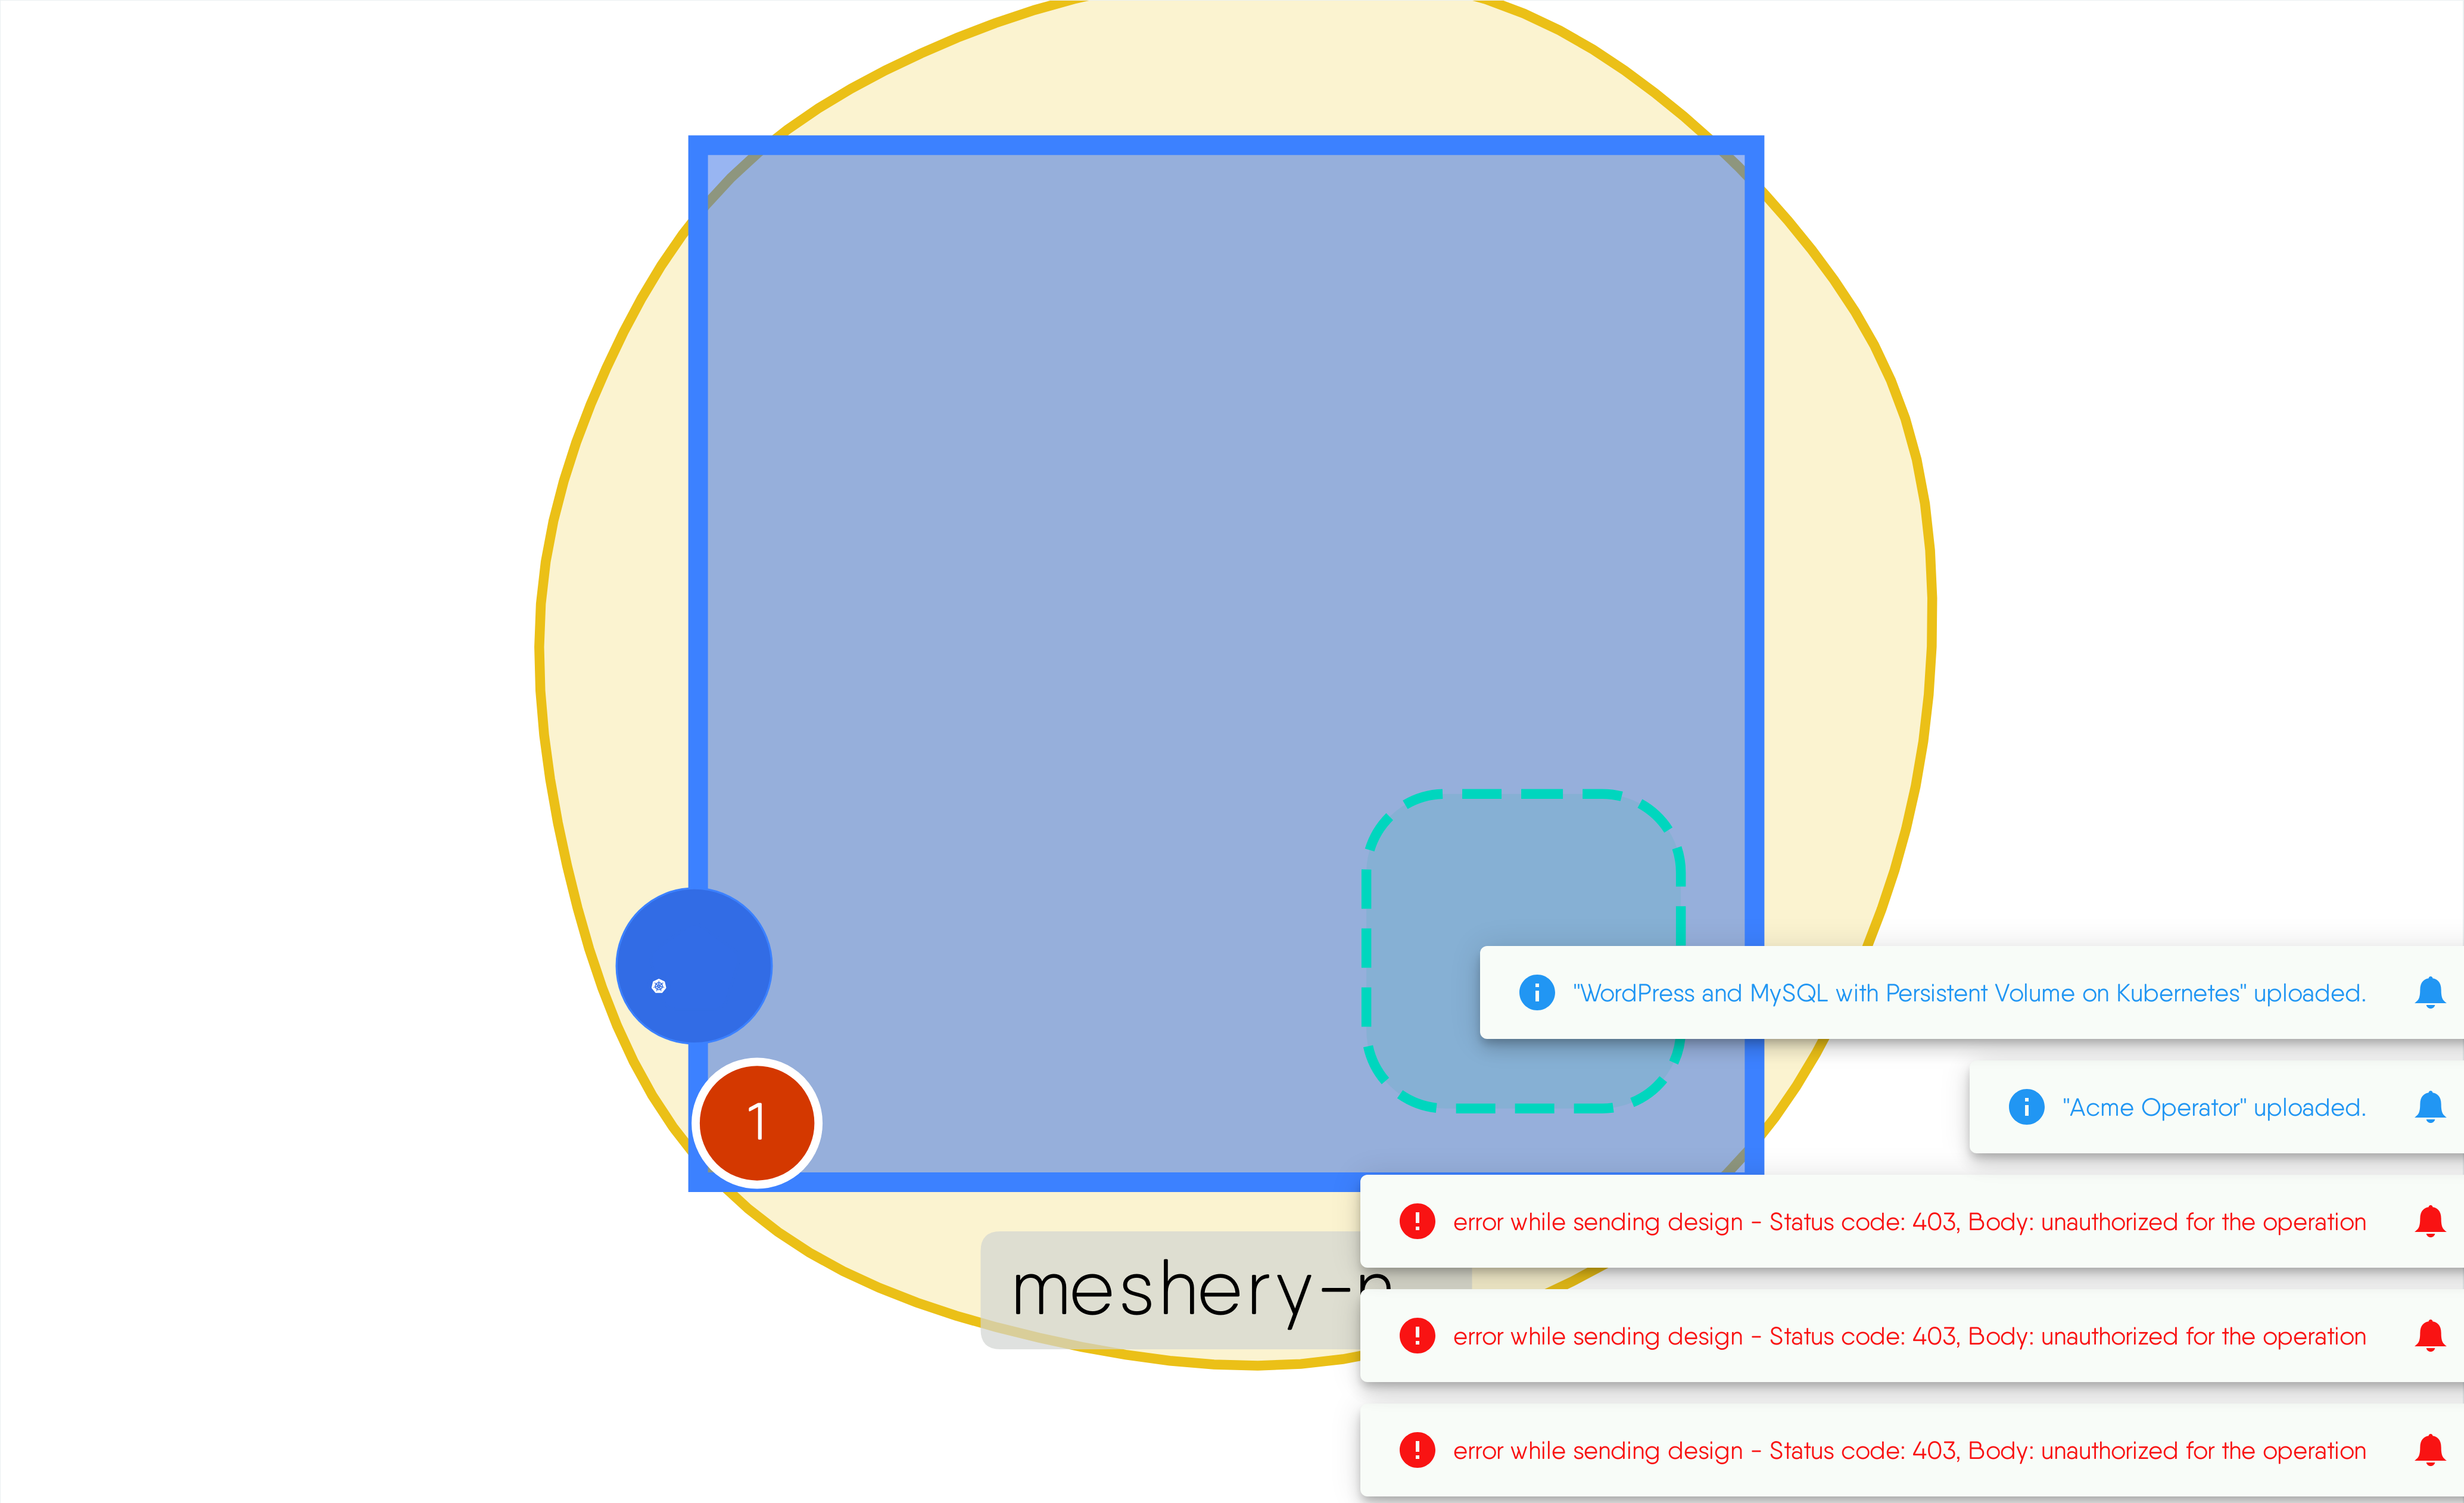 "WordPress and MySQL with Persistent Volume on Kubernetes" uploaded.
"Acme Operator" uploaded.
1
error while sending design - Status code: 403, Body: unauthorized for the operation
meshery-
error while sending design - Status code: 403, Body: unauthorized for the operation
error while sending design - Status code: 403, Body: unauthorized for the operation